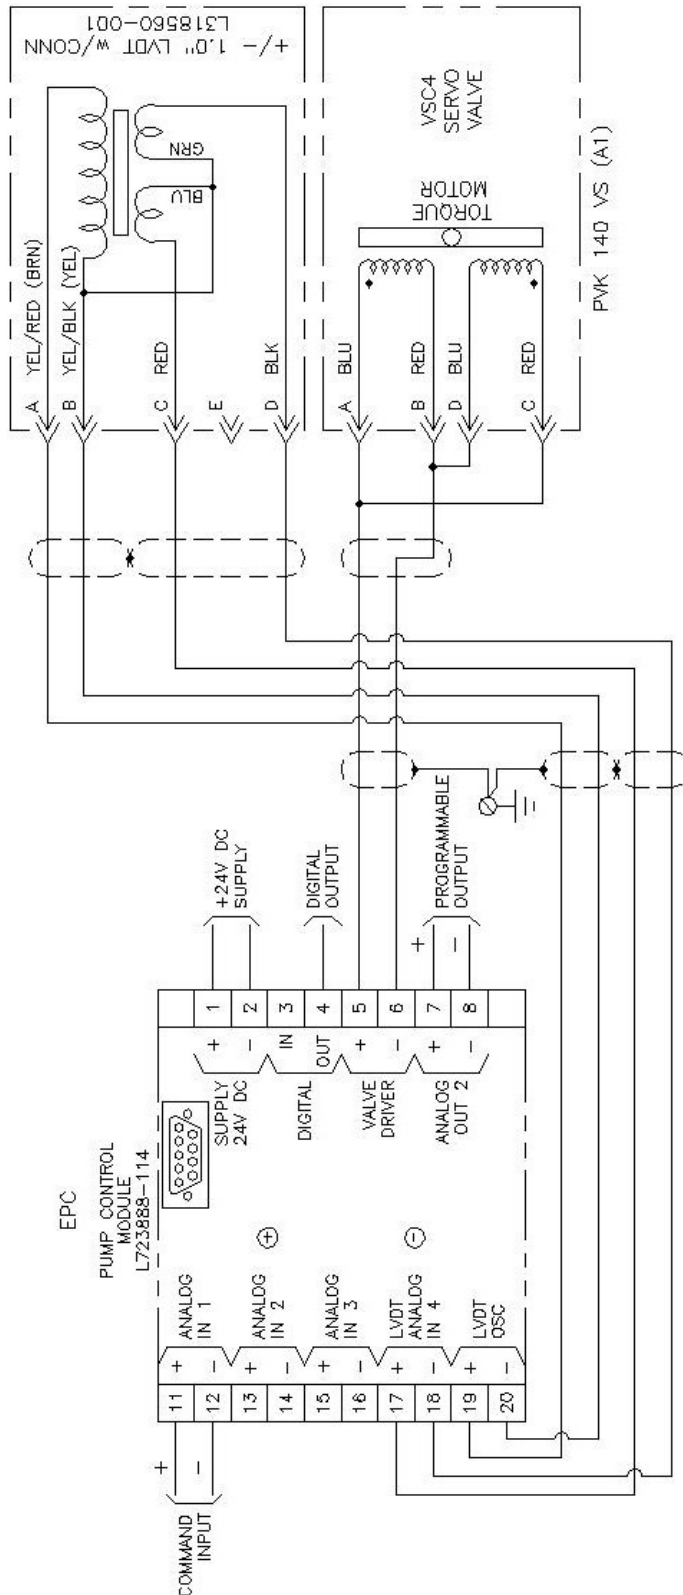 +/- 1.0" LVDT w/CONN
L318560-001
GRN
BLU
YEL/RED (BRN)
YEL/BLK (YEL)
RED
BLK
A
B
C
E
D
VSC4
SERVO
VALVE
TORQUE
MOTOR
PVK 140 VS (A1)
BLU
RED
BLU
RED
A
B
D
C
+24V DC
SUPPLY
DIGITAL
OUTPUT
+
-
PROGRAMMABLE
OUTPUT
1
2
3
4
5
6
7
8
+
-
IN
OUT
+
-
+
-
SUPPLY
24V DC
DIGITAL
VALVE
DRIVER
ANALOG
OUT 2
EPC
PUMP CONTROL
MODULE
L723888-114
+
-
ANALOG
IN 1
ANALOG
IN 2
ANALOG
IN 3
LVDT
ANALOG
IN 4
LVDT
OSC
+
-
+
-
+
-
+
-
+
-
11
12
13
14
15
16
17
18
19
20
+
-
COMMAND
INPUT